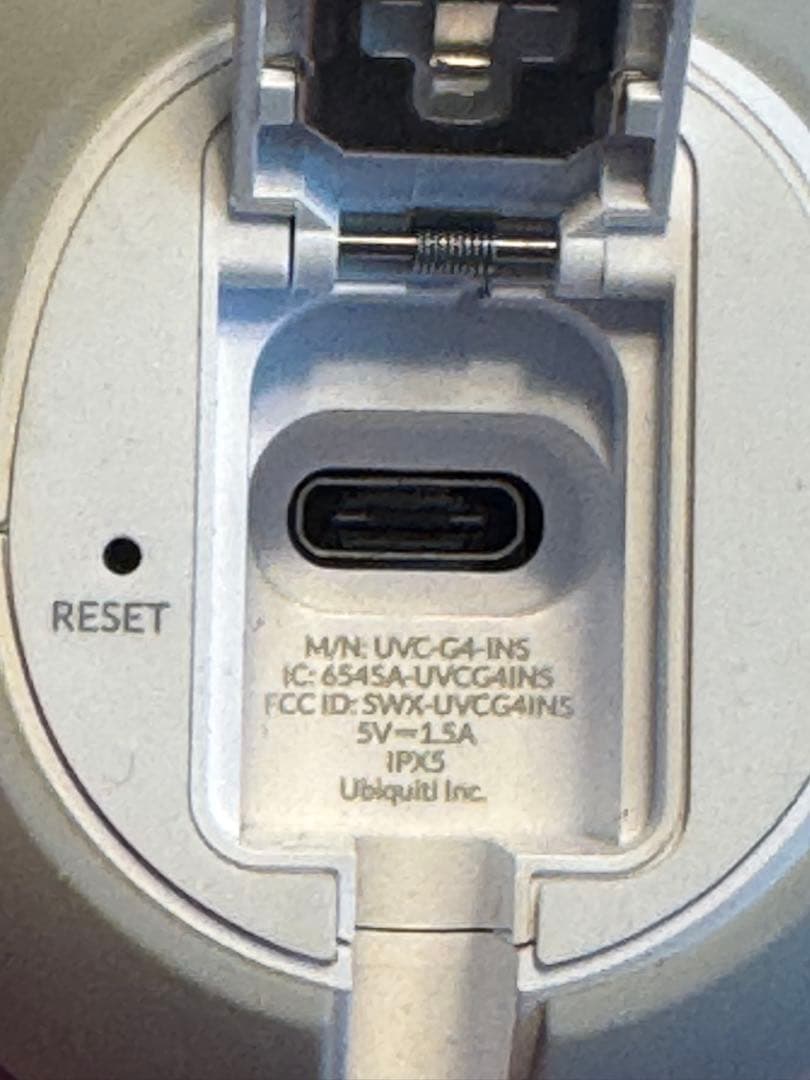 RESET
M/N: UVC-G4-INS
IC: 6545A-UVCG4INS
FCC ID: SWX-UVCG4INS
5V⎓1.5A
IPX5
Ubiquiti Inc.